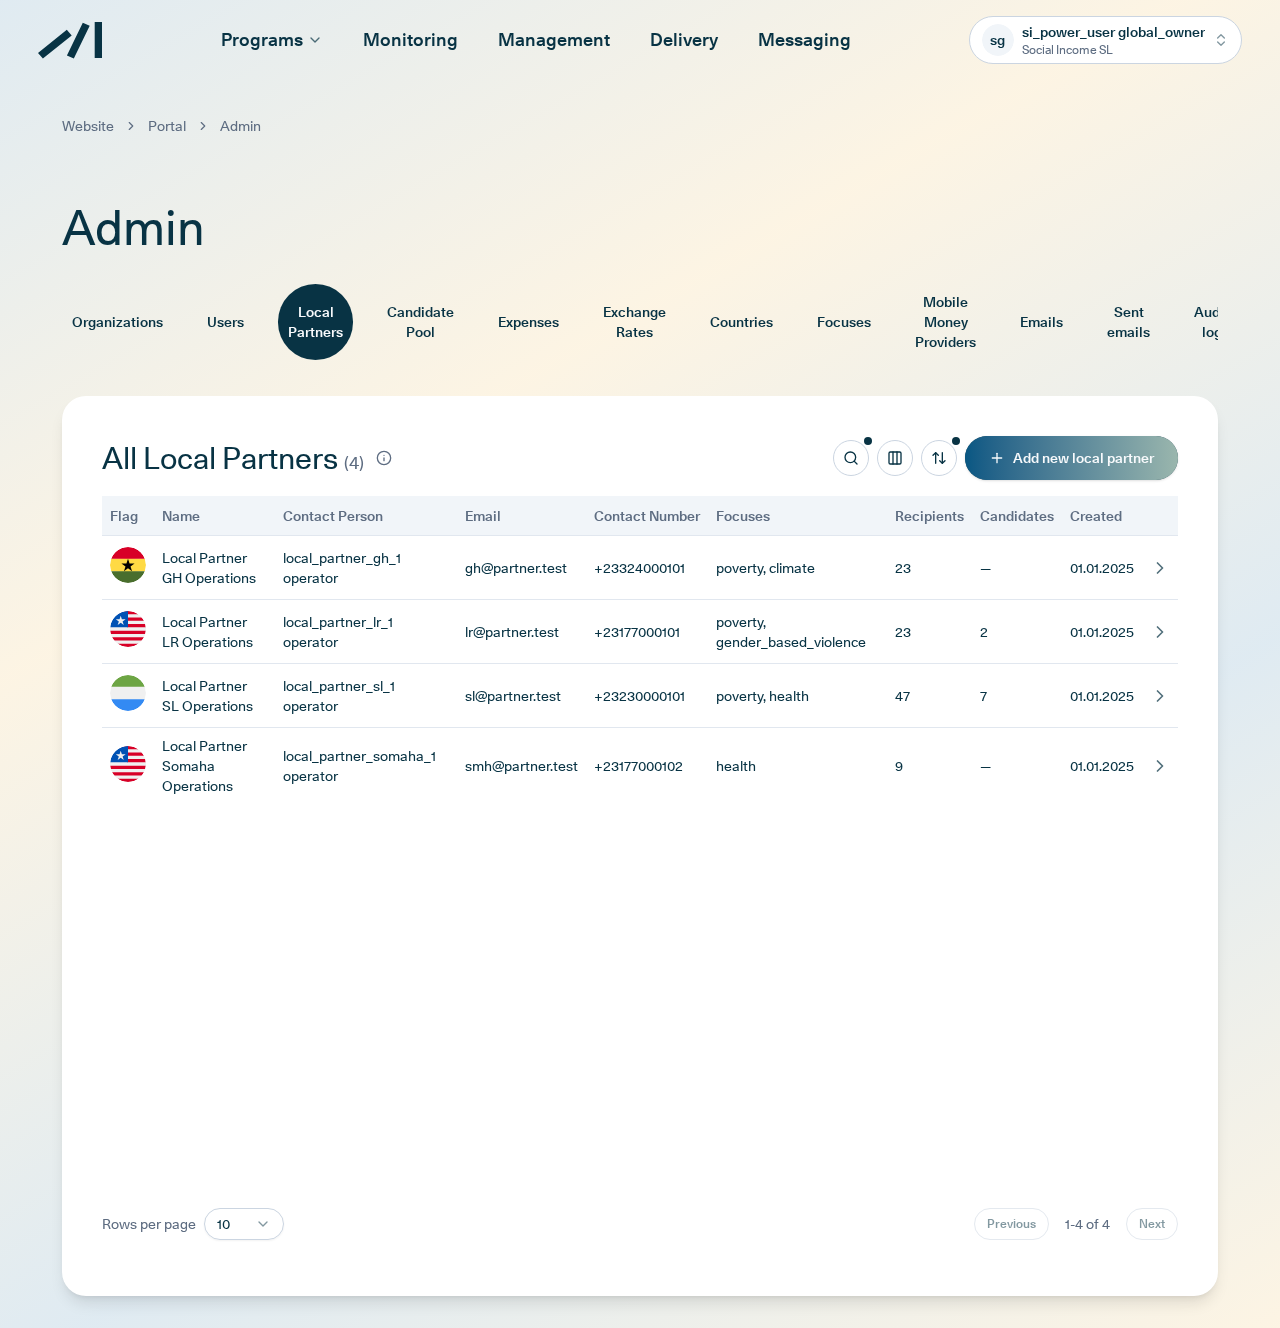 Programs Monitoring Management Delivery Messaging
sg
si_power_user global_owner
Social Income SL
Website Portal Admin
Admin
Organizations
Users
Local
Partners
Candidate
Pool
Expenses
Exchange
Rates
Countries
Focuses
Mobile
Money
Providers
Emails
Sent
emails
All Local Partners (4)
Add new local partner
Flag Name Contact Person Email Contact Number Focuses Recipients Candidates Created
Local Partner
GH Operations
local_partner_gh_1
operator
gh@partner.test
+23324000101
poverty, climate
23
—
01.01.2025
Local Partner
LR Operations
local_partner_lr_1
operator
lr@partner.test
+23177000101
poverty,
gender_based_violence
23
2
01.01.2025
Local Partner
SL Operations
local_partner_sl_1
operator
sl@partner.test
+23230000101
poverty, health
47
7
01.01.2025
Local Partner
Somaha
Operations
local_partner_somaha_1
operator
smh@partner.test
+23177000102
health
9
—
01.01.2025
Rows per page 10
Previous 1-4 of 4 Next